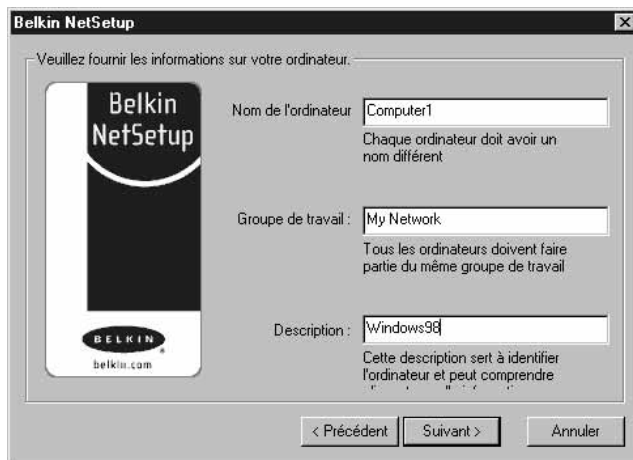 Belkin NetSetup
Veuillez fournir les informations sur votre ordinateur.
Belkin
NetSetup
BELKIN
belkin.com
Nom de l'ordinateur
Computer1
Chaque ordinateur doit avoir un
nom différent
Groupe de travail :
My Network
Tous les ordinateurs doivent faire
partie du même groupe de travail
Description :
Windows98
Cette description sert à identifier
l'ordinateur et peut comprendre
< Précédent
Suivant >
Annuler